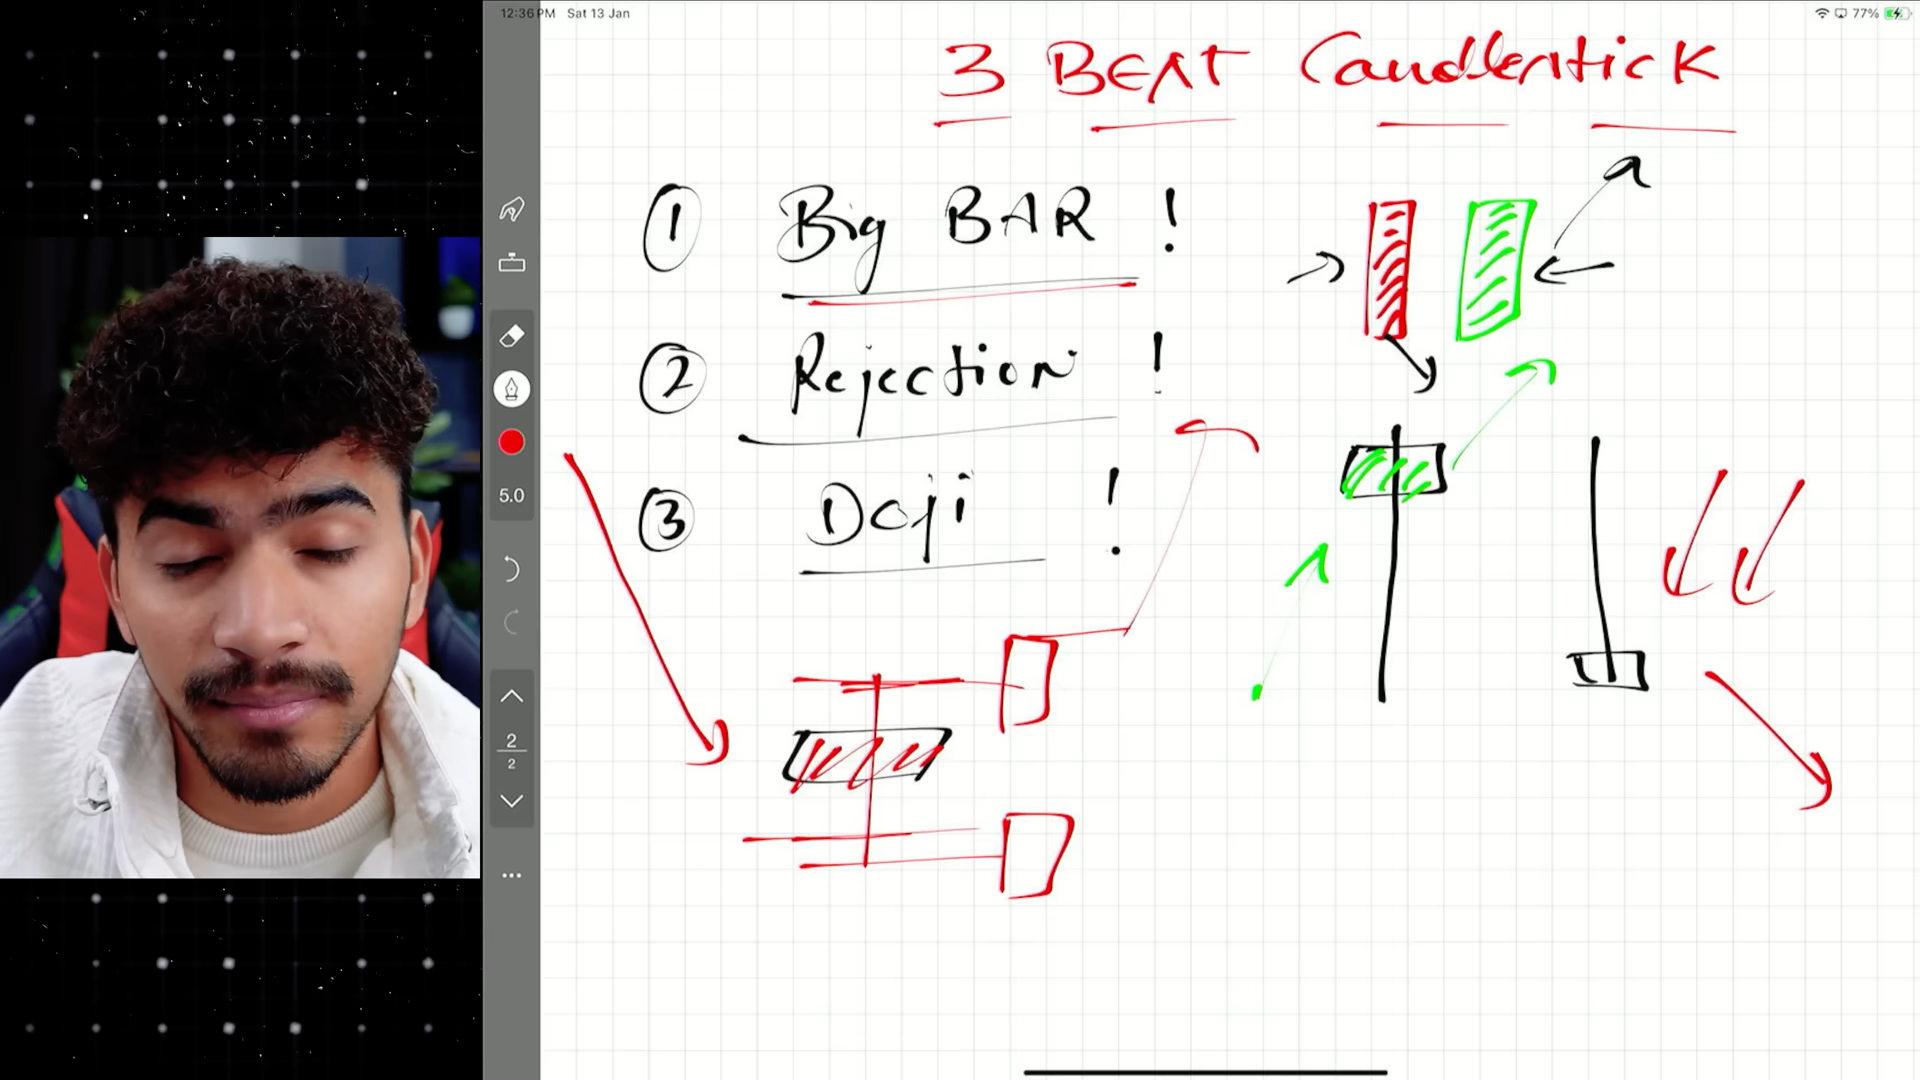 12:36 PM Sat 13 Jan
77%
3 BEAT Candlestick
1 Big BAR !
2 Rejection !
3 Doji !
5.0
2
2